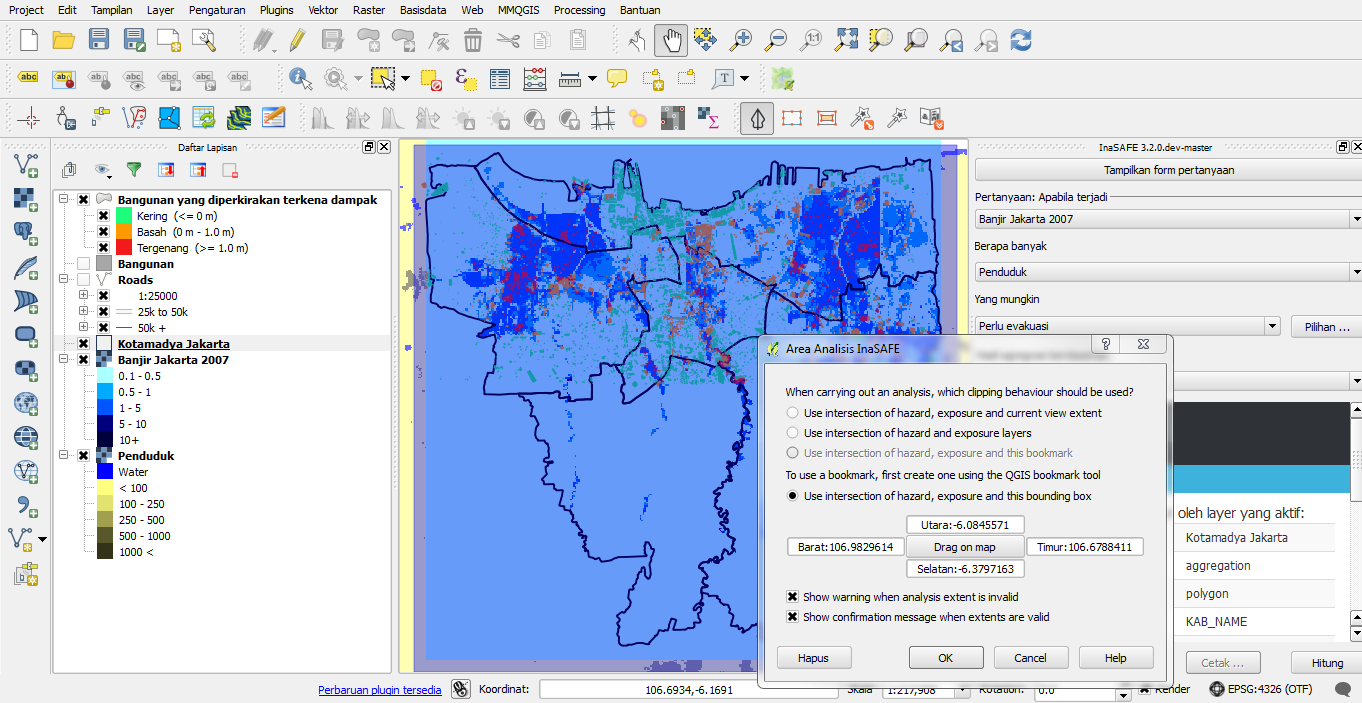 Project Edit Tampilan Layer Pengaturan Plugins Vektor Raster Basisdata Web MMQGIS Processing Bantuan
Daftar Lapisan
InaSAFE 3.2.0.dev-master
Tampilkan form pertanyaan
Pertanyaan: Apabila terjadi
Banjir Jakarta 2007
Berapa banyak
Penduduk
Yang mungkin
Perlu evakuasi
Pilihan ...
Bangunan yang diperkirakan terkena dampak
Kering (<= 0 m)
Basah (0 m - 1.0 m)
Tergenang (>= 1.0 m)
Bangunan
Roads
1:25000
25k to 50k
50k +
Kotamadya Jakarta
Banjir Jakarta 2007
0.1 - 0.5
0.5 - 1
1 - 5
5 - 10
10+
Penduduk
Water
< 100
100 - 250
250 - 500
500 - 1000
1000 <
Area Analisis InaSAFE
When carrying out an analysis, which clipping behaviour should be used?
Use intersection of hazard, exposure and current view extent
Use intersection of hazard and exposure layers
Use intersection of hazard, exposure and this bookmark
To use a bookmark, first create one using the QGIS bookmark tool
Use intersection of hazard, exposure and this bounding box
Utara:-6.0845571
Barat:106.9829614
Drag on map
Timur:106.6788411
Selatan:-6.3797163
Show warning when analysis extent is invalid
Show confirmation message when extents are valid
Hapus
OK
Cancel
Help
oleh layer yang aktif:
Kotamadya Jakarta
aggregation
polygon
KAB_NAME
Cetak ...
Hitung
Perbaruan plugin tersedia
Koordinat:
106.6934,-6.1691
Skala
1:217,908
Rotation:
0.0
Render
EPSG:4326 (OTF)